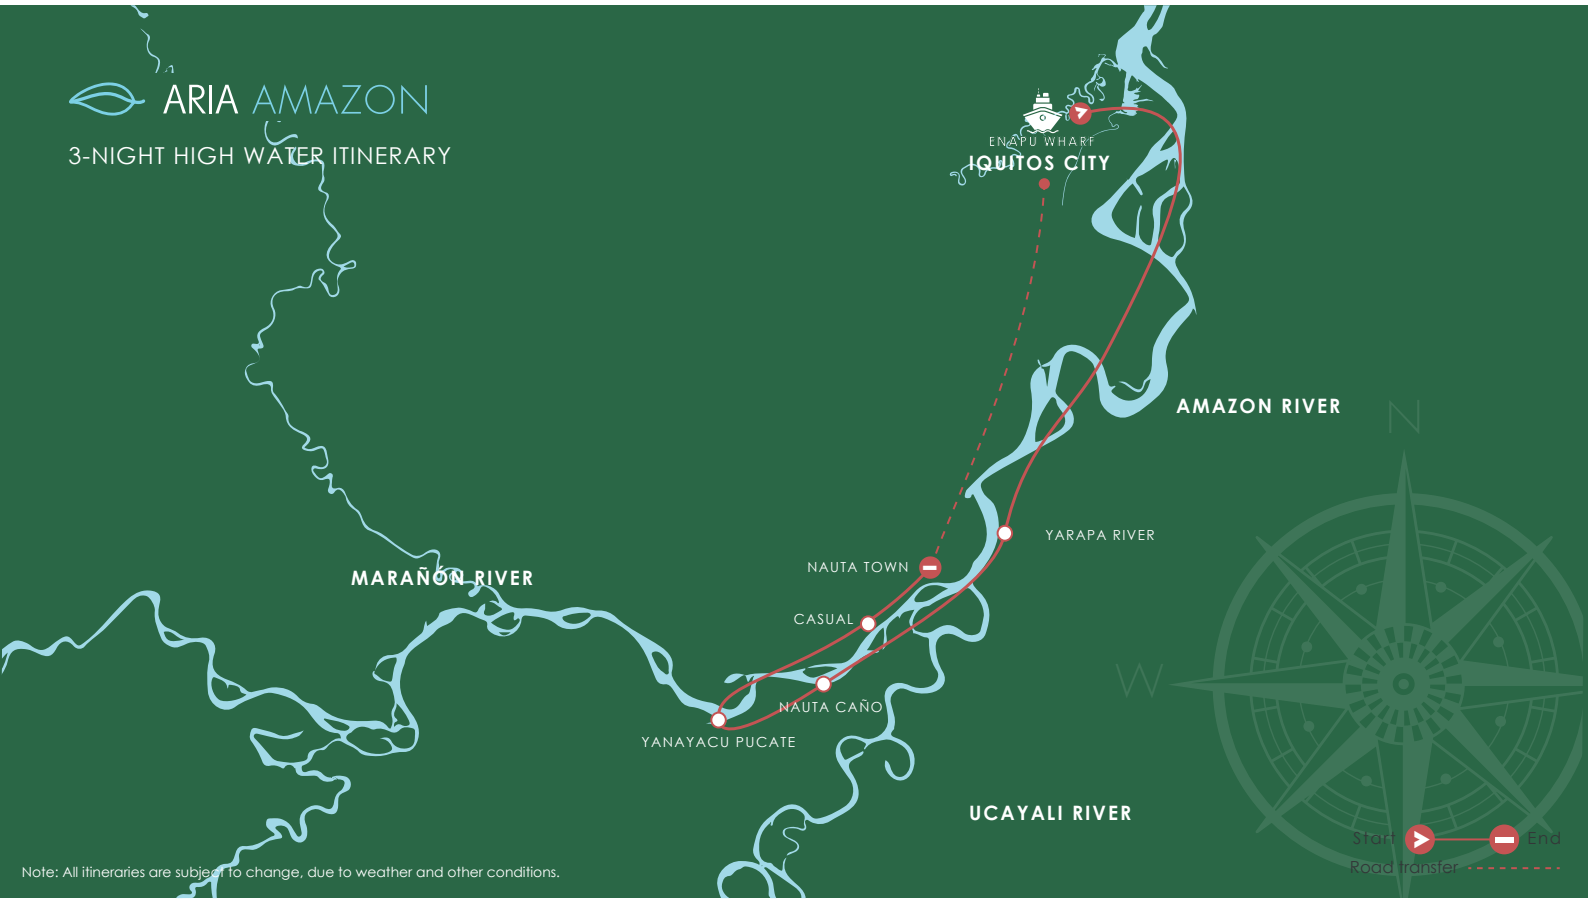 ARIA AMAZON
3-NIGHT HIGH WATER ITINERARY
ENAPU WHARF
IQUITOS CITY
AMAZON RIVER
N
YARAPA RIVER
NAUTA TOWN
MARAÑÓN RIVER
CASUAL
W
NAUTA CAÑO
YANAYACU PUCATE
UCAYALI RIVER
Start End
Road transfer
Note: All itineraries are subject to change, due to weather and other conditions.